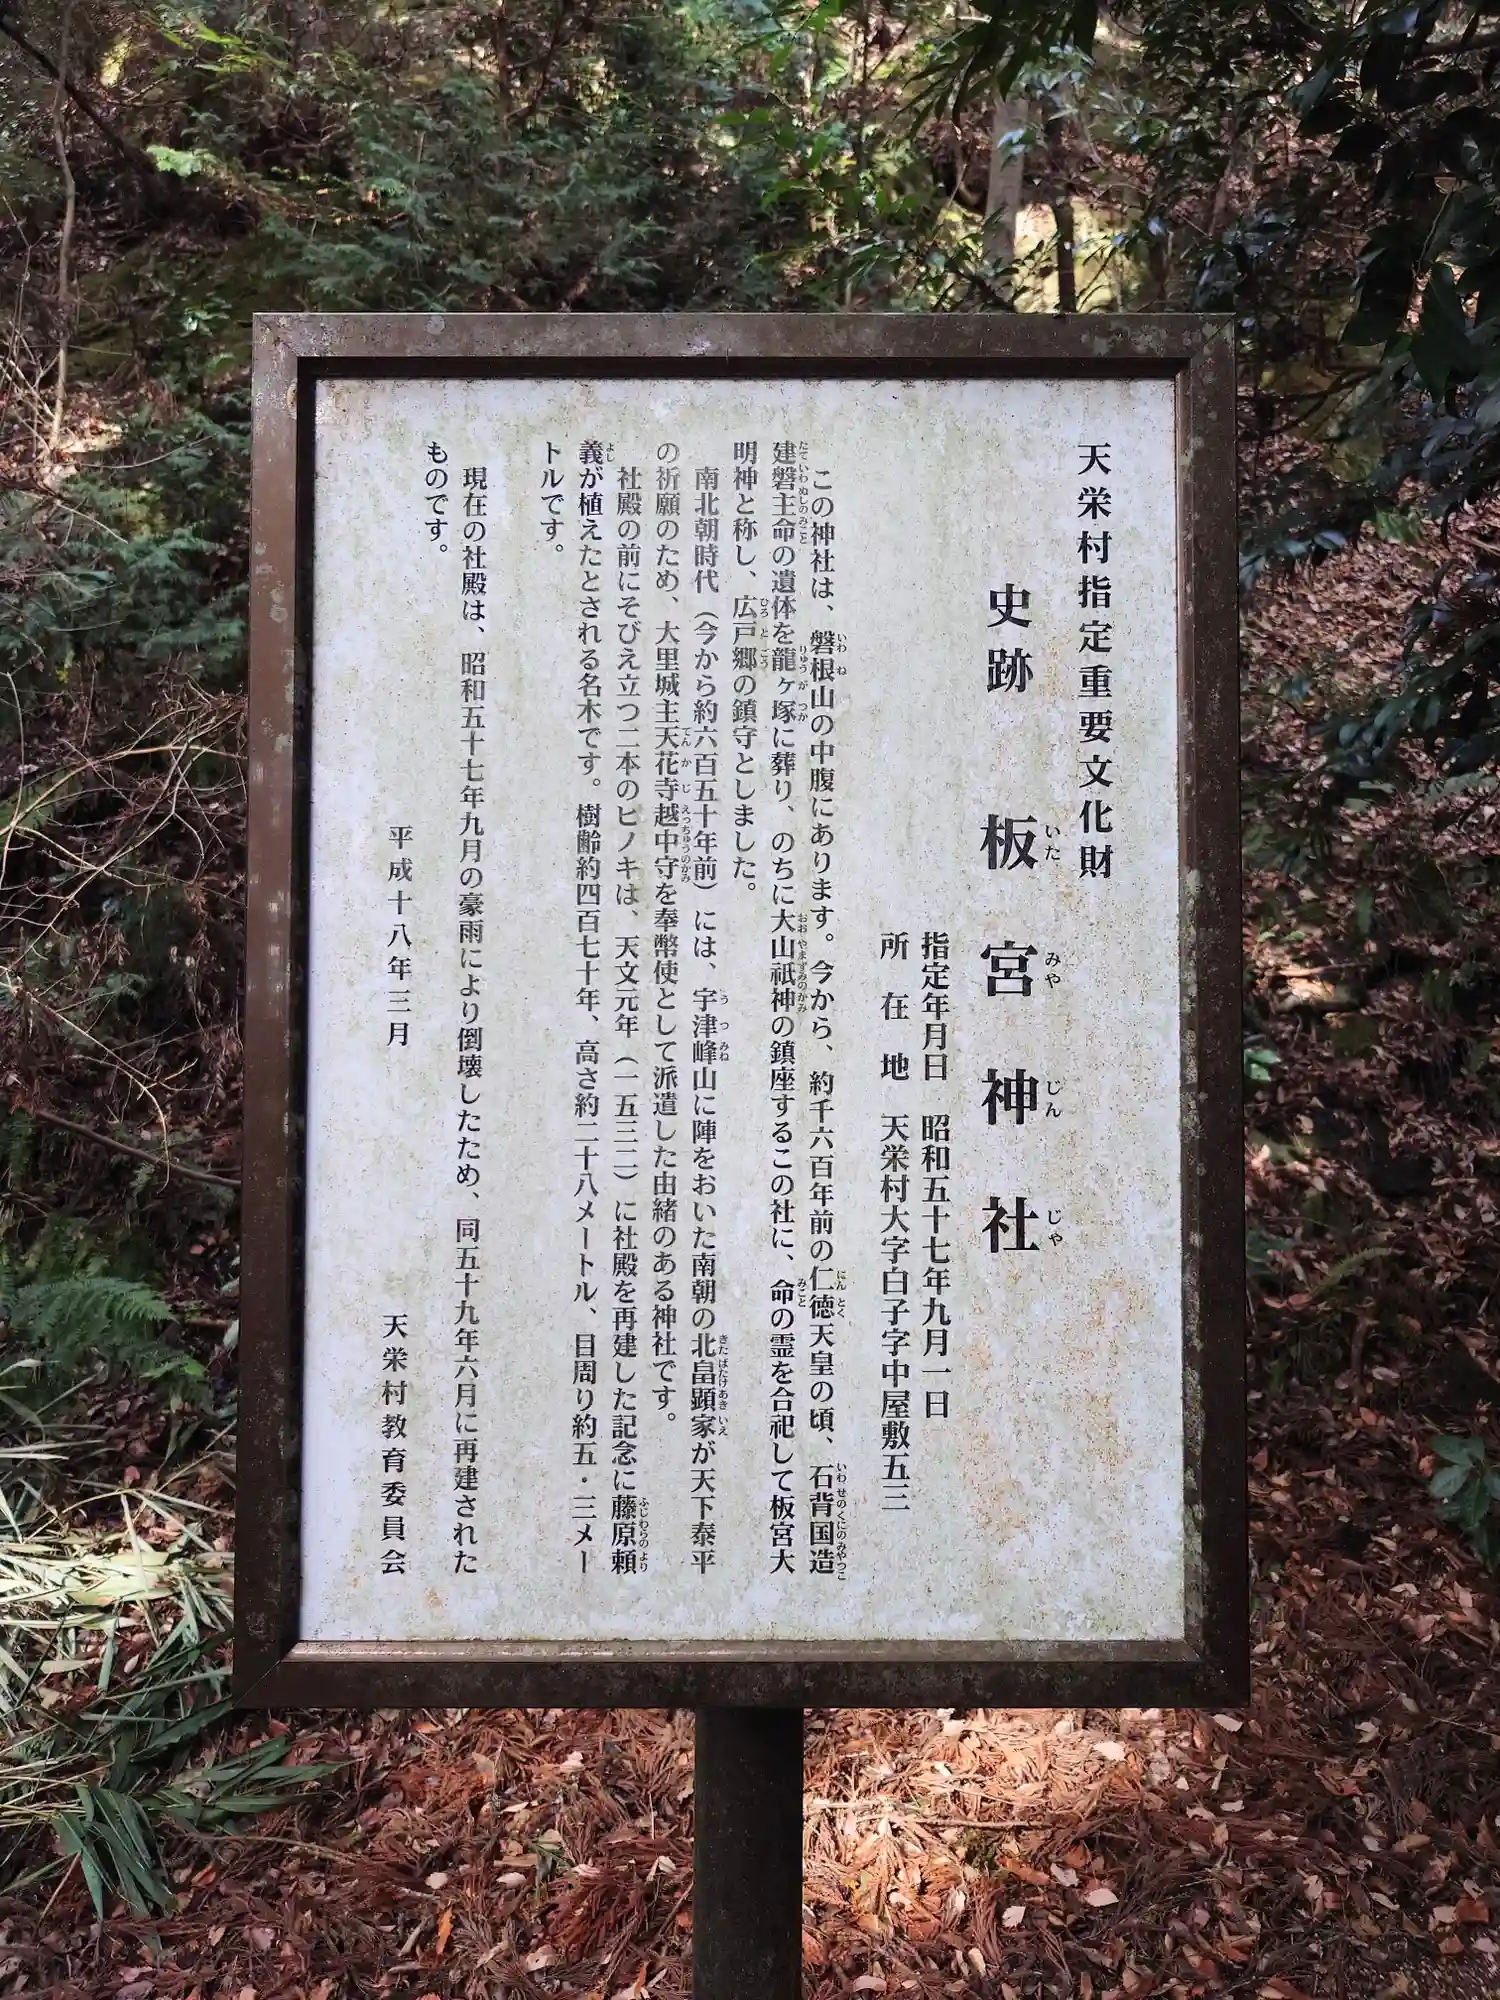 天栄村指定重要文化財
史跡　板宮神社
いたみやじんじゃ
指定年月日　昭和五十七年九月一日
所在地　天栄村大字白子字中屋敷五三
この神社は、磐根山の中腹にあります。今から、約千六百年前の仁徳天皇の頃、石背国造
建磐主命の遺体を龍ヶ塚に葬り、のちに大山祇神の鎮座するこの社に、命の霊を合祀して板宮大
明神と称し、広戸郷の鎮守としました。
南北朝時代（今から約六百五十年前）には、宇津峰山に陣をおいた南朝の北畠顕家が天下泰平
の祈願のため、大里城主天花寺越中守を奉幣使として派遣した由緒のある神社です。
社殿の前にそびえ立つ二本のヒノキは、天文元年（一五三二）に社殿を再建した記念に藤原頼
義が植えたとされる名木です。樹齢約四百七十年、高さ約二十八メートル、目周り約五・三メー
トルです。
現在の社殿は、昭和五十七年九月の豪雨により倒壊したため、同五十九年六月に再建された
ものです。
平成十八年三月
天栄村教育委員会